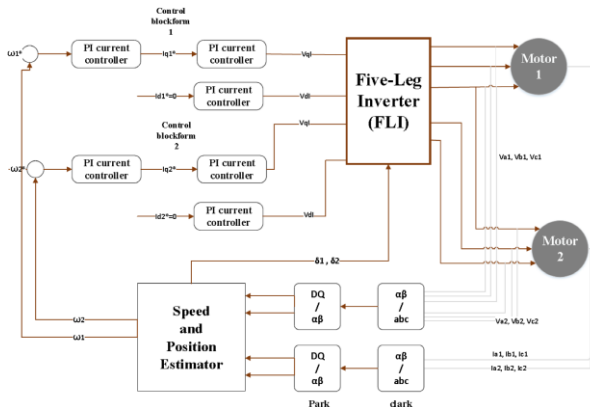 Control
blockform
1
ω1*
PI current
controller
Iq1*
PI current
controller
Vq1
Id1*=0
PI current
controller
Vd1
Five-Leg
Inverter
(FLI)
Motor
1
Control
blockform
2
-ω2*
PI current
controller
Iq2*
PI current
controller
Vq1
Id2*=0
PI current
controller
Vd1
Va1, Vb1, Vc1
Motor
2
δ1 , δ2
ω2
ω1
Speed
and
Position
Estimator
DQ
/
αβ
αβ
/
abc
Va2, Vb2, Vc2
DQ
/
αβ
αβ
/
abc
Ia1, Ib1, Ic1
Ia2, Ib2, Ic2
Park
clark